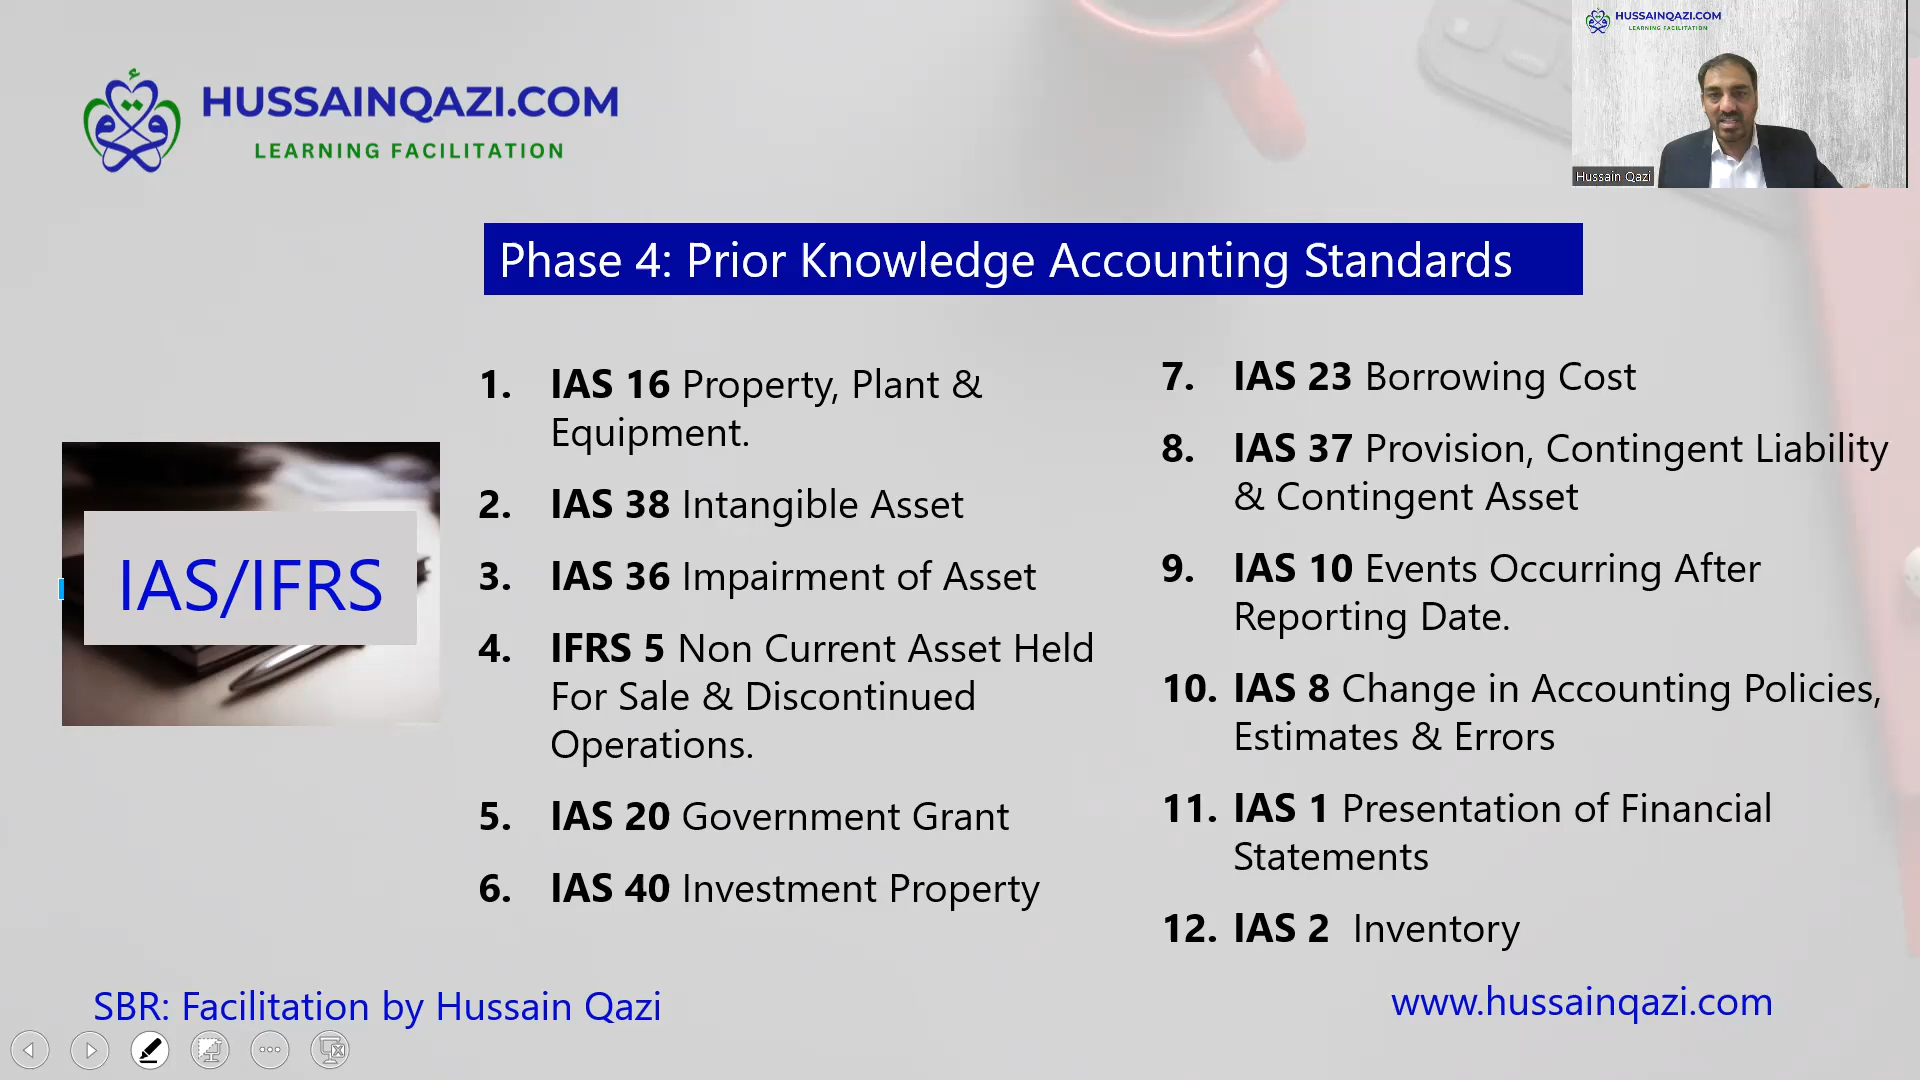 HUSSAINQAZI.COM
LEARNING FACILITATION
HUSSAINQAZI.COM
LEARNING FACILITATION
Hussain Qazi
Phase 4: Prior Knowledge Accounting Standards
IAS/IFRS
1. IAS 16 Property, Plant &
Equipment.
2. IAS 38 Intangible Asset
3. IAS 36 Impairment of Asset
4. IFRS 5 Non Current Asset Held
For Sale & Discontinued
Operations.
5. IAS 20 Government Grant
6. IAS 40 Investment Property
7. IAS 23 Borrowing Cost
8. IAS 37 Provision, Contingent Liability
& Contingent Asset
9. IAS 10 Events Occurring After
Reporting Date.
10. IAS 8 Change in Accounting Policies,
Estimates & Errors
11. IAS 1 Presentation of Financial
Statements
12. IAS 2 Inventory
SBR: Facilitation by Hussain Qazi
www.hussainqazi.com